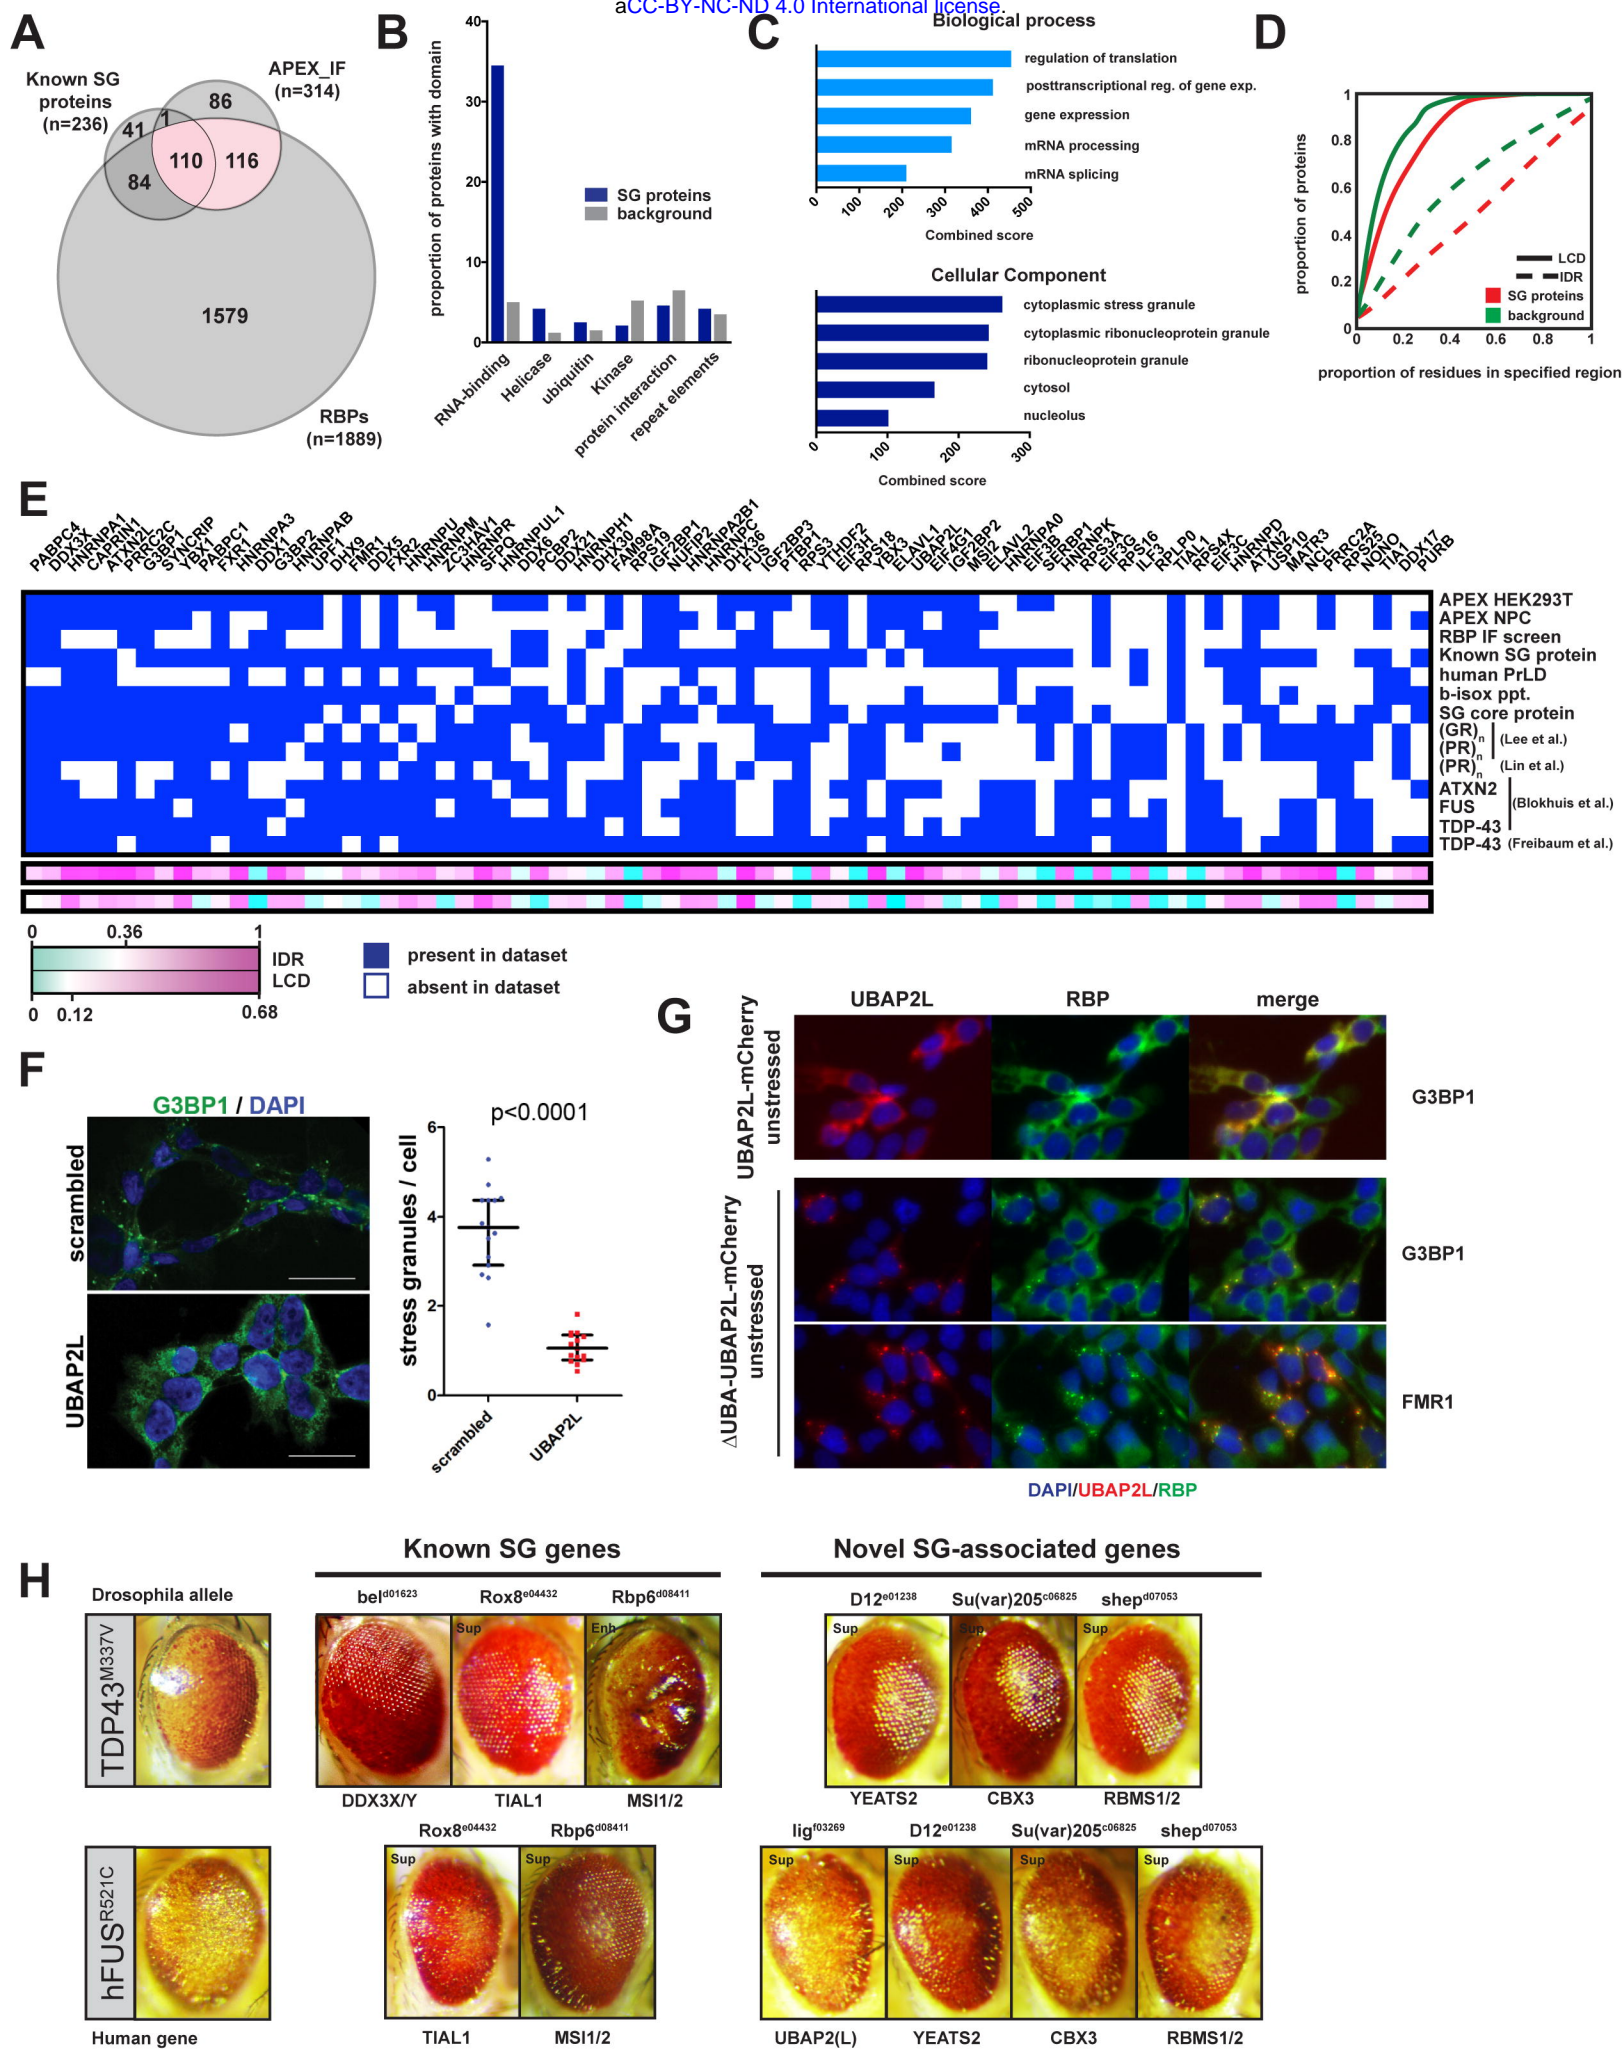 aCC-BY-NC-ND 4.0 International license.
A
Known SG
proteins
(n=236)
APEX_IF
(n=314)
86
1
41
110
116
84
1579
RBPs
(n=1889)
B
proportion of proteins with domain
40
30
20
10
0
SG proteins
background
RNA-binding
Helicase
ubiquitin
Kinase
protein interaction
repeat elements
C
Biological process
regulation of translation
posttranscriptional reg. of gene exp.
gene expression
mRNA processing
mRNA splicing
0 100 200 300 400 500
Combined score
Cellular Component
cytoplasmic stress granule
cytoplasmic ribonucleoprotein granule
ribonucleoprotein granule
cytosol
nucleolus
0 100 200 300
Combined score
D
proportion of proteins
1
0.8
0.6
0.4
0.2
0
LCD
IDR
SG proteins
background
0 0.2 0.4 0.6 0.8 1
proportion of residues in specified region
E
PABPC4
DDX3X
HNRNPA1
CAPRIN1
ATXN2L
PRRC2C
G3BP1
SYNCRIP
YBX1
PABPC1
FXR1
HNRNPA3
DDX1
G3BP2
HNRNPAB
UPF1
DHX9
FMR1
DDX5
FXR2
HNRNPU
HNRNPM
ZC3HAV1
HNRNPR
SFPQ
HNRNPUL1
DDX6
PCBP2
DDX21
HNRNPH1
DHX30
FAM98A
RPS19
IGF2BP1
NUFIP2
HNRNPA2B1
HNRNPC
DHX36
FUS
IGF2BP3
PTBP1
RPS3
YTHDF2
EIF3H
RPS18
YBX3
ELAVL1
UBAP2L
EIF4G1
IGF2BP2
MSI2
ELAVL2
HNRNPA0
EIF3B
SERBP1
HNRNPK
RPS3A
EIF3G
RPS16
ILF3
RPLP0
TIAL1
RPS4X
EIF3C
HNRNPD
ATXN2
USP10
MATR3
NCL
PRRC2A
RPS25
NONO
TIA1
DDX17
PURB
APEX HEK293T
APEX NPC
RBP IF screen
Known SG protein
human PrLD
b-isox ppt.
SG core protein
(GR)n
(PR)n
(Lee et al.)
(PR)n (Lin et al.)
ATXN2
FUS
TDP-43
(Blokhuis et al.)
TDP-43 (Freibaum et al.)
0 0.36 1
IDR
LCD
0 0.12 0.68
present in dataset
absent in dataset
F
G3BP1 / DAPI
scrambled
UBAP2L
p<0.0001
stress granules / cell
6
4
2
0
scrambled
UBAP2L
G
UBAP2L RBP merge
UBAP2L-mCherry
unstressed
G3BP1
ΔUBA-UBAP2L-mCherry
unstressed
G3BP1
FMR1
DAPI/UBAP2L/RBP
H
Known SG genes
Novel SG-associated genes
Drosophila allele
bel^d01623 Rox8^e04432 Rbp6^d08411
D12^e01238 Su(var)205^c06825 shep^d07053
TDP43^M337V
Sup Enh Sup Sup Sup
DDX3X/Y TIAL1 MSI1/2
YEATS2 CBX3 RBMS1/2
Rox8^e04432 Rbp6^d08411
lig^f03269 D12^e01238 Su(var)205^c06825 shep^d07053
hFUS^R521C
Sup Sup Sup Sup Sup Sup
Human gene
TIAL1 MSI1/2
UBAP2(L) YEATS2 CBX3 RBMS1/2